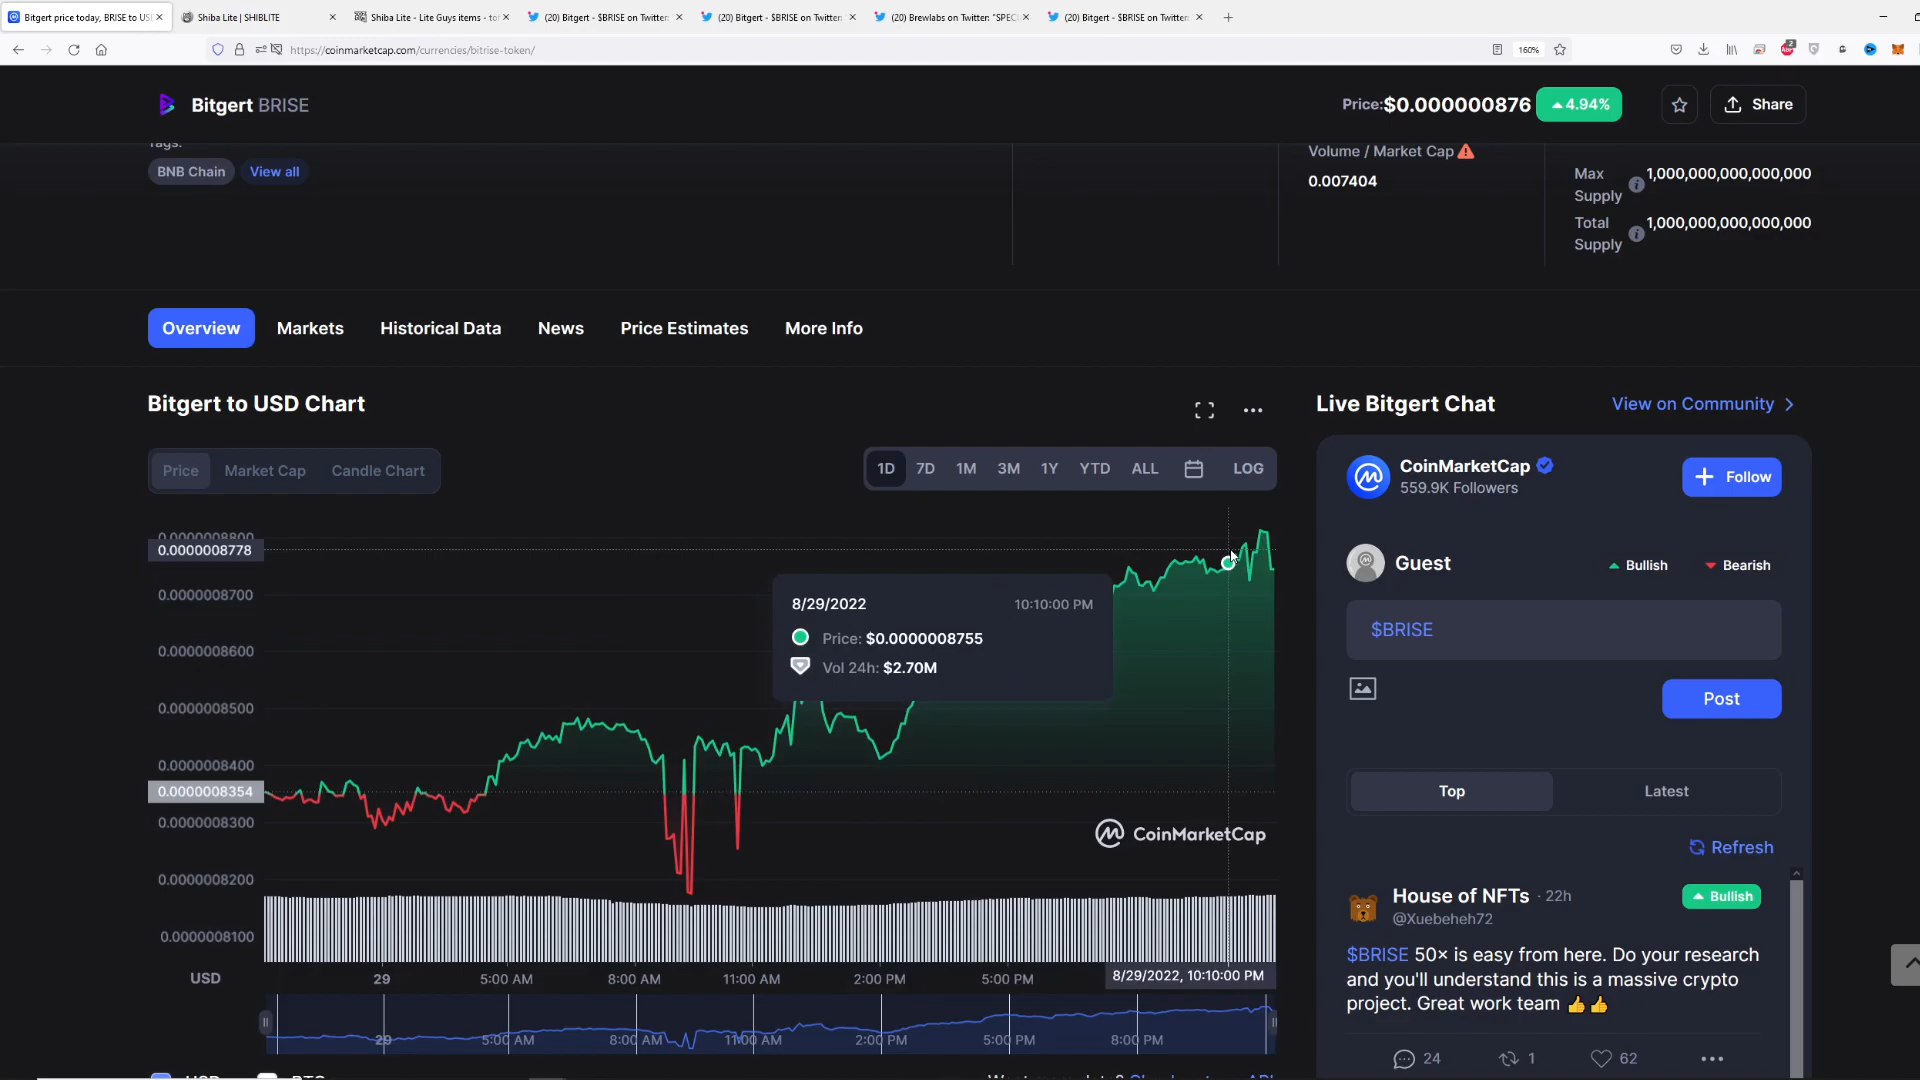 Bitgert price today, BRISE to US
Shiba Lite | SHIBLITE
Shiba Lite - Lite Guys items - to
(20) Bitgert - $BRISE on Twitter:
(20) Bitgert - $BRISE on Twitter:
(20) Brewlabs on Twitter: "SPECI
(20) Bitgert - $BRISE on Twitter:
https://coinmarketcap.com/currencies/bitrise-token/
160%
2
Bitgert BRISE
Price:$0.000000876
4.94%
Share
Tags:
BNB Chain
View all
Volume / Market Cap
0.007404
Max Supply
1,000,000,000,000,000
Total Supply
1,000,000,000,000,000
Overview
Markets
Historical Data
News
Price Estimates
More Info
Bitgert to USD Chart
Price
Market Cap
Candle Chart
1D
7D
1M
3M
1Y
YTD
ALL
LOG
0.0000008800
0.0000008778
0.0000008700
0.0000008600
0.0000008500
0.0000008400
0.0000008354
0.0000008300
0.0000008200
0.0000008100
8/29/2022
10:10:00 PM
Price: $0.0000008755
Vol 24h: $2.70M
CoinMarketCap
USD
29
5:00 AM
8:00 AM
11:00 AM
2:00 PM
5:00 PM
8/29/2022, 10:10:00 PM
29
5:00 AM
8:00 AM
11:00 AM
2:00 PM
5:00 PM
8:00 PM
USD
BTC
Live Bitgert Chat
View on Community
CoinMarketCap
559.9K Followers
Follow
Guest
Bullish
Bearish
$BRISE
Post
Top
Latest
Refresh
House of NFTs · 22h
@Xuebeheh72
Bullish
$BRISE 50× is easy from here. Do your research
and you'll understand this is a massive crypto
project. Great work team 👍👍
24
1
62